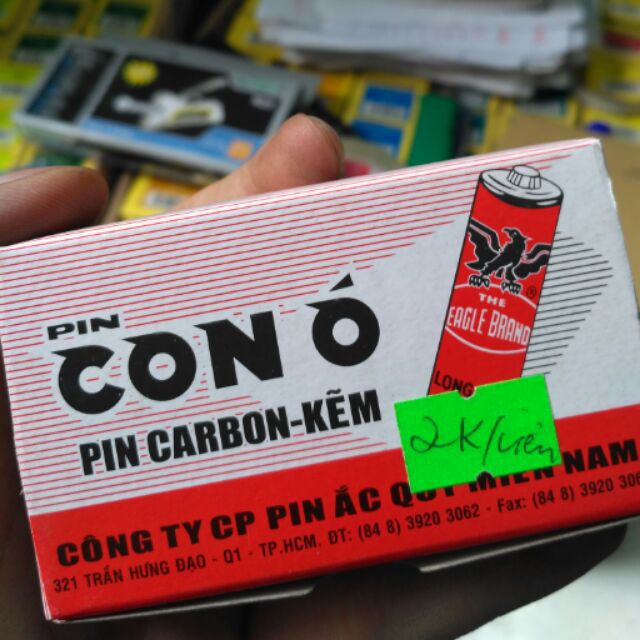 PIN
CON Ó
PIN CARBON-KẼM
THE
EAGLE BRAND
®
LONG
2K/viên
CÔNG TY CP PIN ẮC QUY MIỀN NAM
321 TRẦN HƯNG ĐẠO - Q1 - TP.HCM. ĐT: (84 8) 3920 3062 - Fax: (84 8) 3920 306